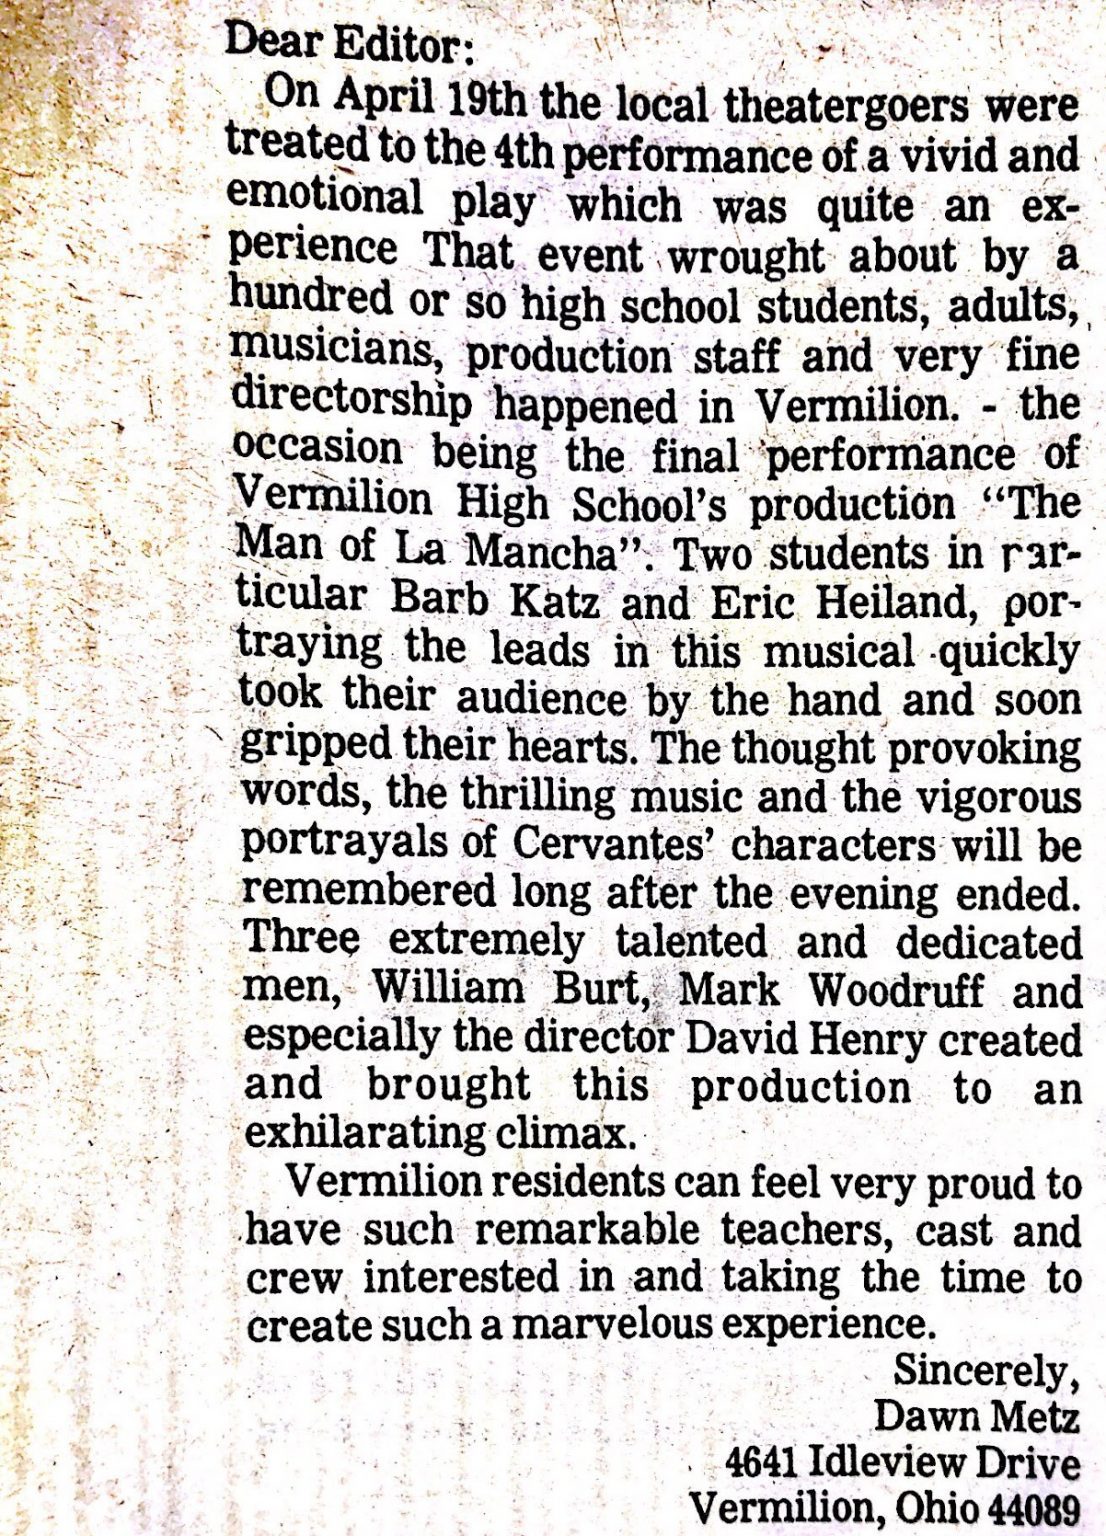 Dear Editor:
On April 19th the local theatergoers were
treated to the 4th performance of a vivid and
emotional play which was quite an ex-
perience That event wrought about by a
hundred or so high school students, adults,
musicians, production staff and very fine
directorship happened in Vermilion. - the
occasion being the final performance of
Vermilion High School's production “The
Man of La Mancha”. Two students in par-
ticular Barb Katz and Eric Heiland, por-
traying the leads in this musical quickly
took their audience by the hand and soon
gripped their hearts. The thought provoking
words, the thrilling music and the vigorous
portrayals of Cervantes’ characters will be
remembered long after the evening ended.
Three extremely talented and dedicated
men, William Burt, Mark Woodruff and
especially the director David Henry created
and brought this production to an
exhilarating climax.
Vermilion residents can feel very proud to
have such remarkable teachers, cast and
crew interested in and taking the time to
create such a marvelous experience.
Sincerely,
Dawn Metz
4641 Idleview Drive
Vermilion, Ohio 44089